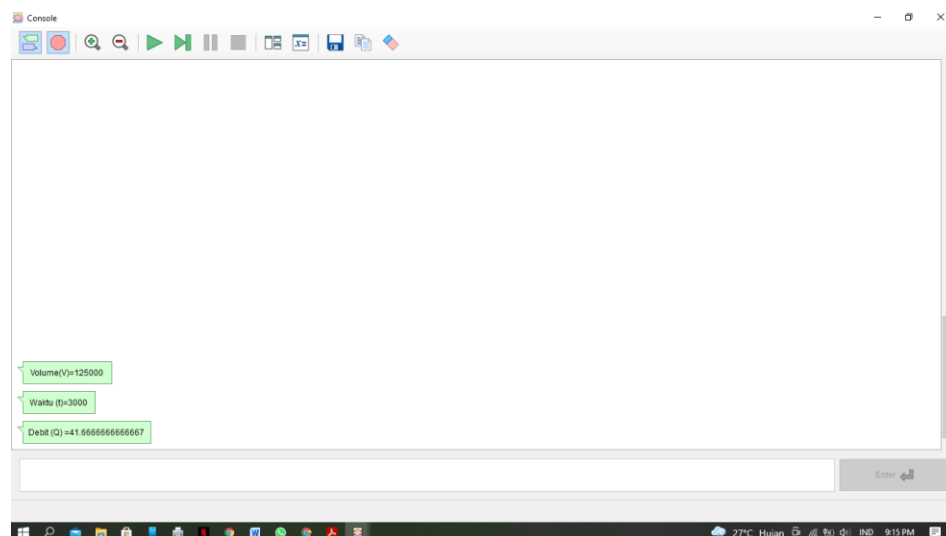 Console
Volume(V)=125000
Waktu (t)=3000
Debit (Q) =41.6666666666667
Enter
27°C Hujan
IND
9:15 PM